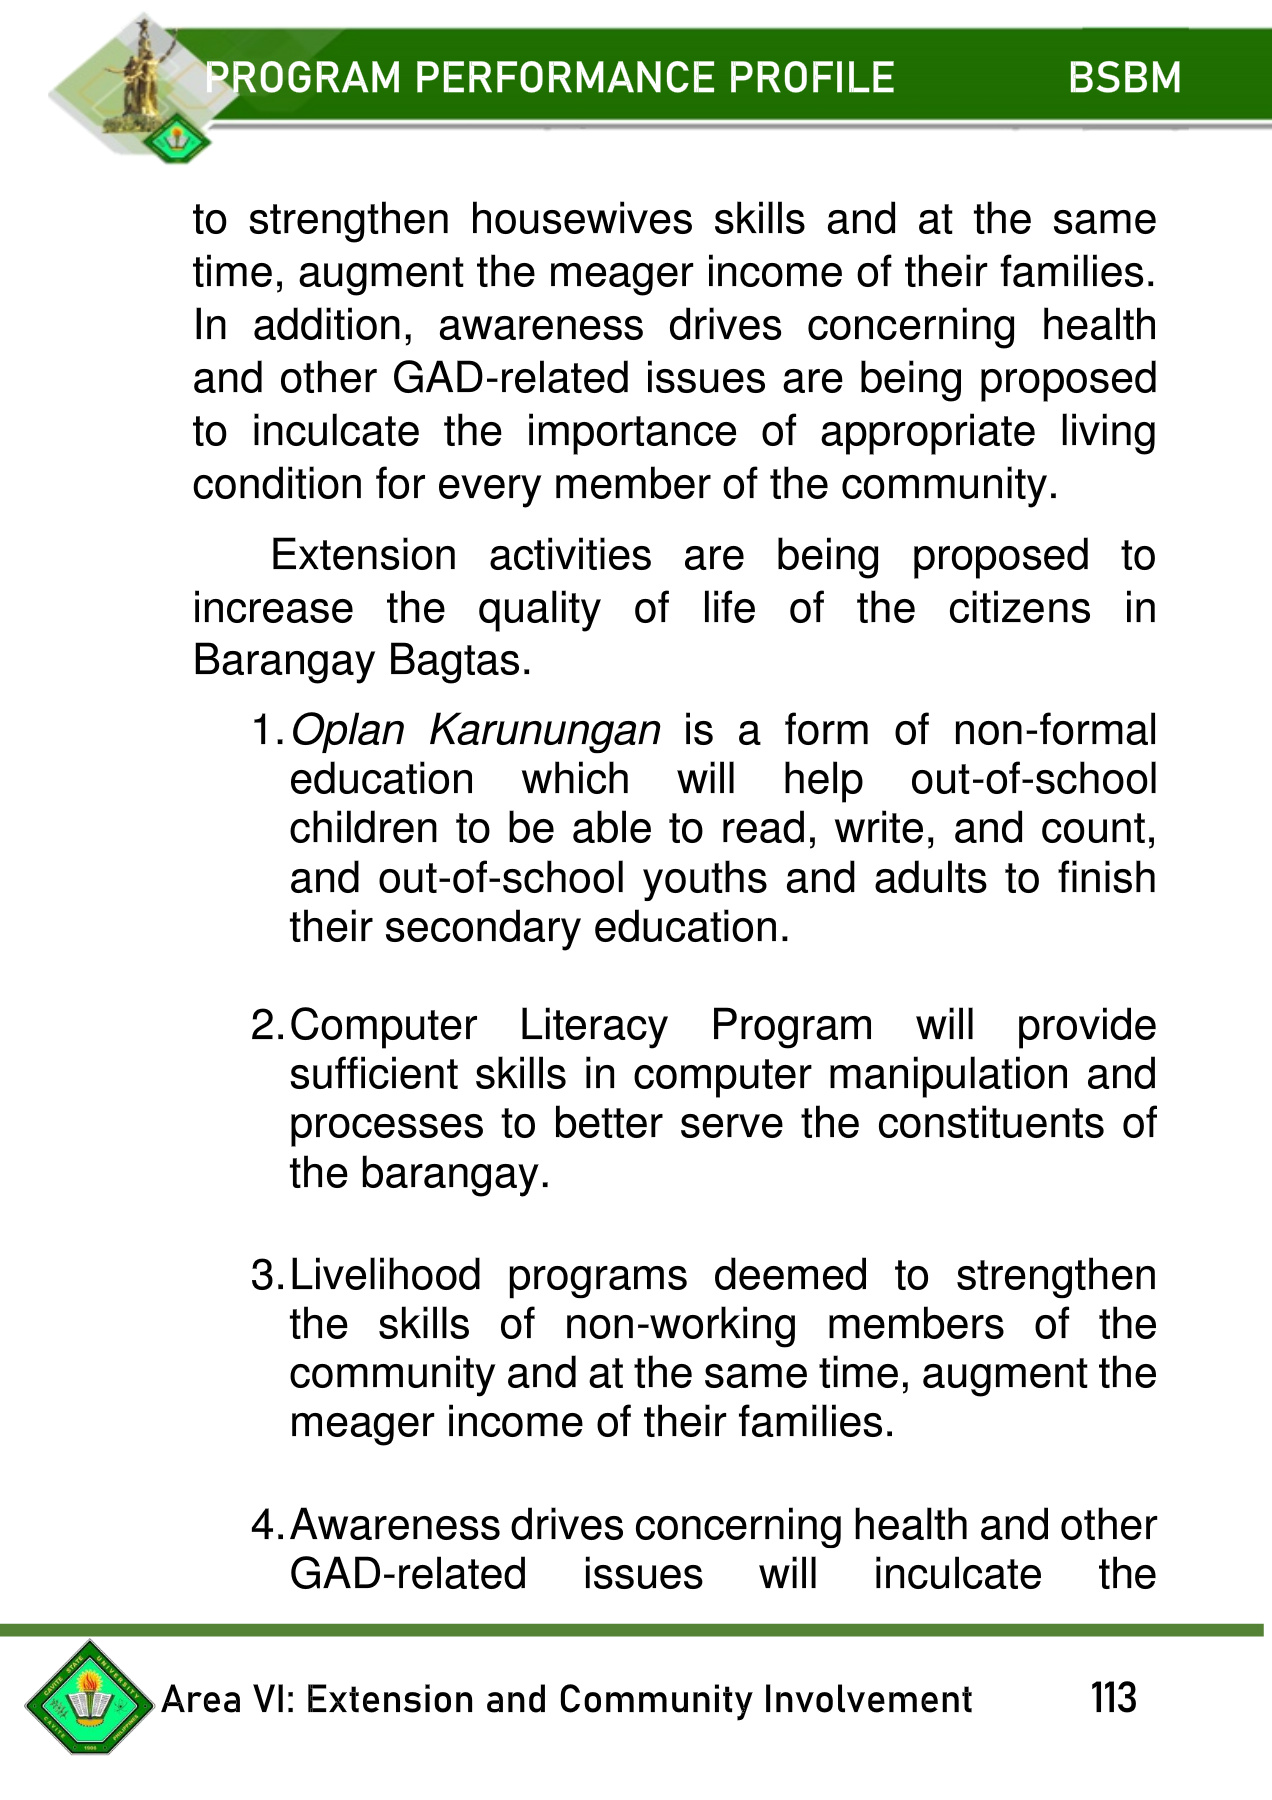 PROGRAM PERFORMANCE PROFILE BSBM
to strengthen housewives skills and at the same
time, augment the meager income of their families.
In addition, awareness drives concerning health
and other GAD-related issues are being proposed
to inculcate the importance of appropriate living
condition for every member of the community.
Extension activities are being proposed to
increase the quality of life of the citizens in
Barangay Bagtas.
1. Oplan Karunungan is a form of non-formal
education which will help out-of-school
children to be able to read, write, and count,
and out-of-school youths and adults to finish
their secondary education.
2. Computer Literacy Program will provide
sufficient skills in computer manipulation and
processes to better serve the constituents of
the barangay.
3. Livelihood programs deemed to strengthen
the skills of non-working members of the
community and at the same time, augment the
meager income of their families.
4. Awareness drives concerning health and other
GAD-related issues will inculcate the
CAVITE STATE UNIVERSITY
CAVITE PHILIPPINES
1906
Area VI: Extension and Community Involvement 113